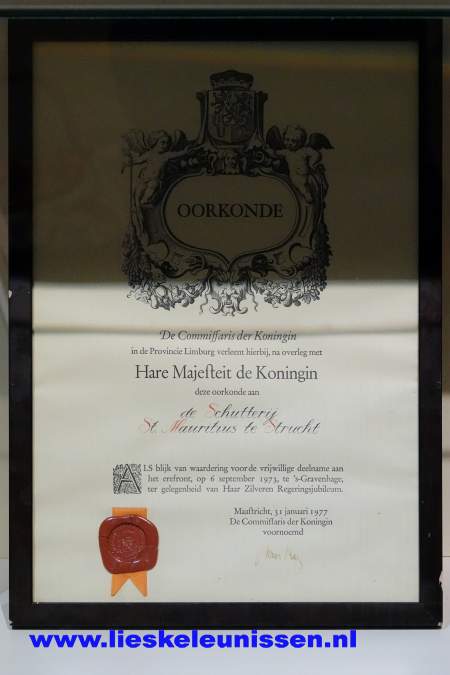 OORKONDE
De Commiſſaris der Koningin
in de Provincie Limburg verleent hierbij, na overleg met
Hare Majeſteit de Koningin
deze oorkonde aan
de Schutterij
St. Mauritius te Strucht
ALS blijk van waardering voor de vrijwillige deelname aan
het erefront, op 6 september 1973, te 's-Gravenhage,
ter gelegenheid van Haar Zilveren Regeringsjubileum.
Maaſtricht, 31 januari 1977
De Commiſſaris der Koningin
voornoemd
www.lieskeleunissen.nl